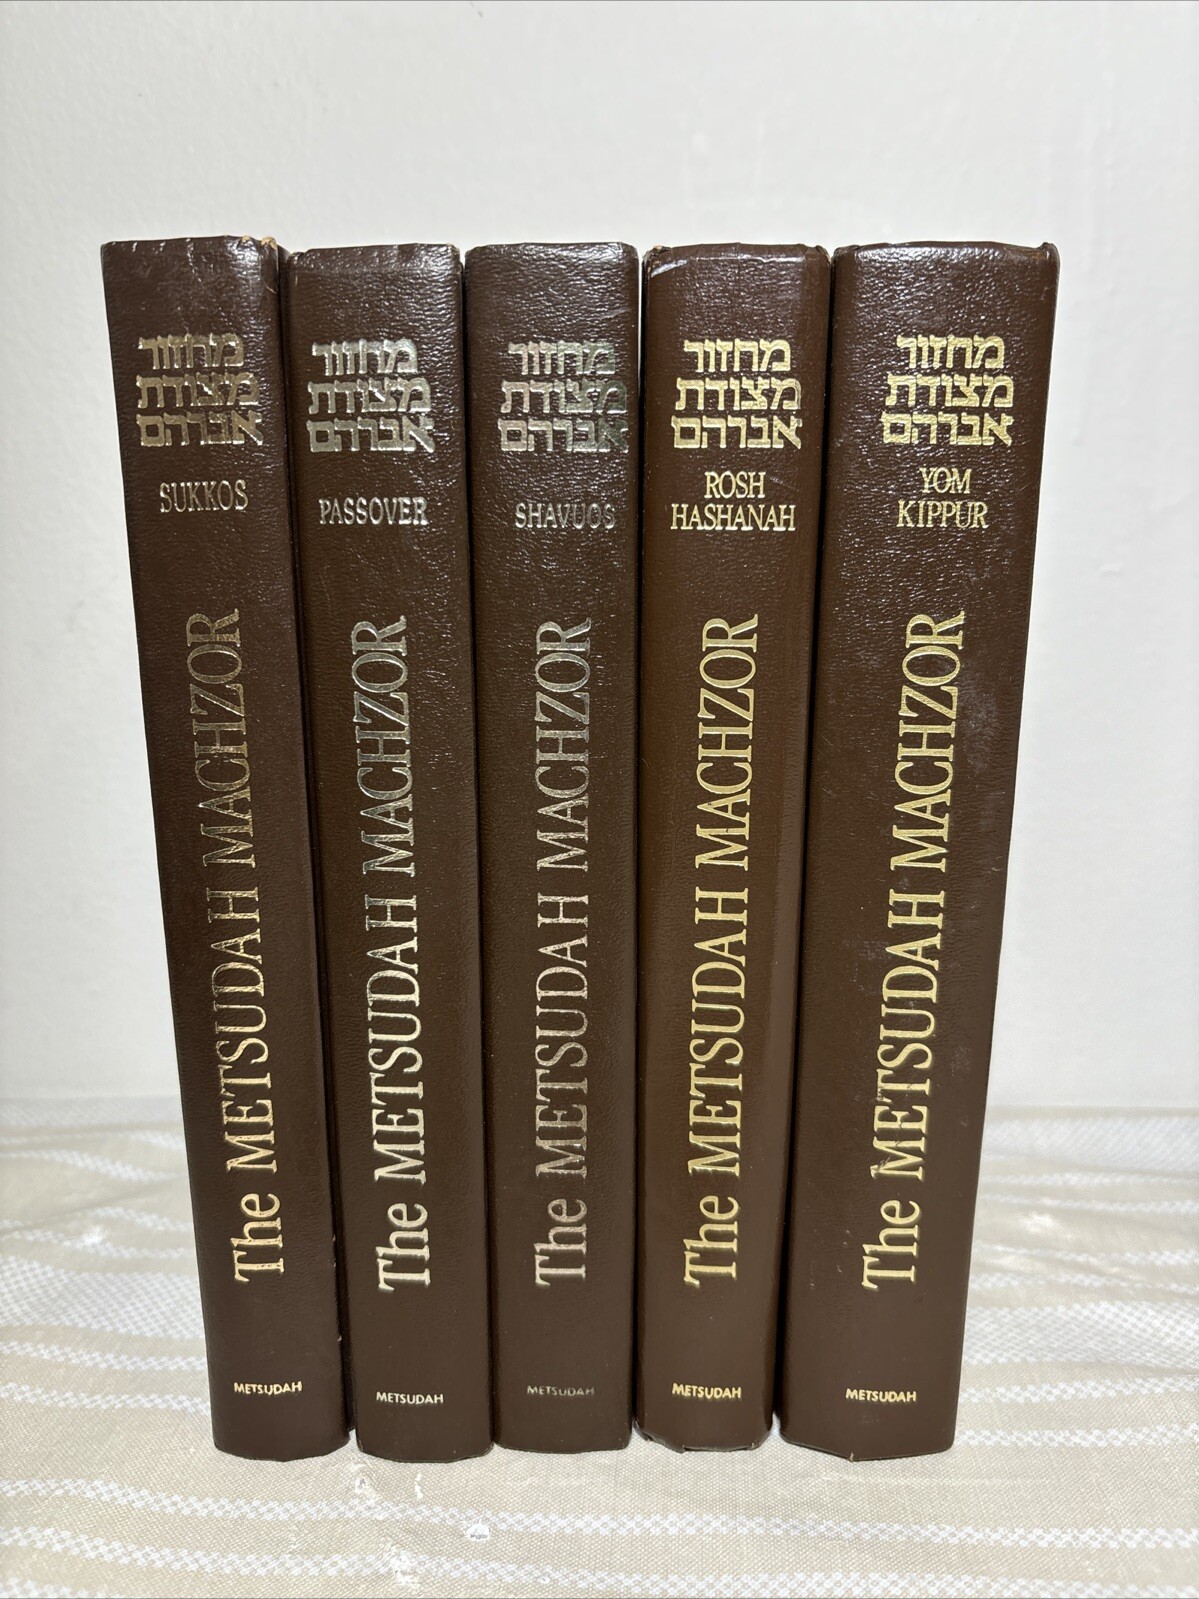 מחזור
מצודת
אברהם
SUKKOS
The METSUDAH MACHZOR
METSUDAH
מחזור
מצודת
אברהם
PASSOVER
The METSUDAH MACHZOR
METSUDAH
מחזור
מצודת
אברהם
SHAVUOS
The METSUDAH MACHZOR
METSUDAH
מחזור
מצודת
אברהם
ROSH
HASHANAH
The METSUDAH MACHZOR
METSUDAH
מחזור
מצודת
אברהם
YOM
KIPPUR
The METSUDAH MACHZOR
METSUDAH